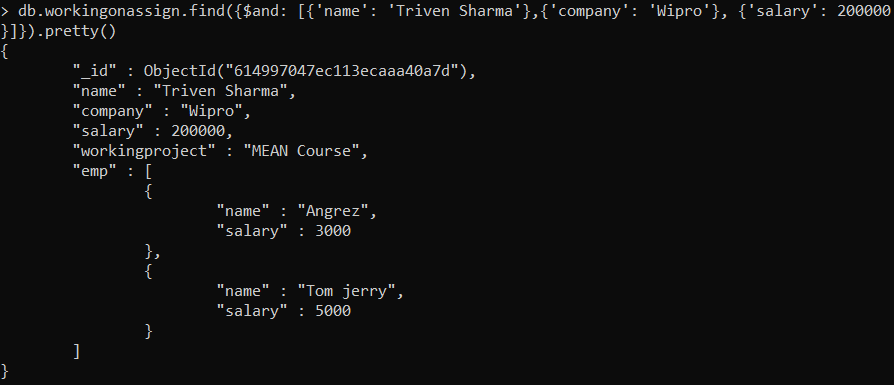 > db.workingonassign.find({$and: [{'name': 'Triven Sharma'},{'company': 'Wipro'}, {'salary': 200000
}]}).pretty()
{
        "_id" : ObjectId("614997047ec113ecaaa40a7d"),
        "name" : "Triven Sharma",
        "company" : "Wipro",
        "salary" : 200000,
        "workingproject" : "MEAN Course",
        "emp" : [
                {
                        "name" : "Angrez",
                        "salary" : 3000
                },
                {
                        "name" : "Tom jerry",
                        "salary" : 5000
                }
        ]
}